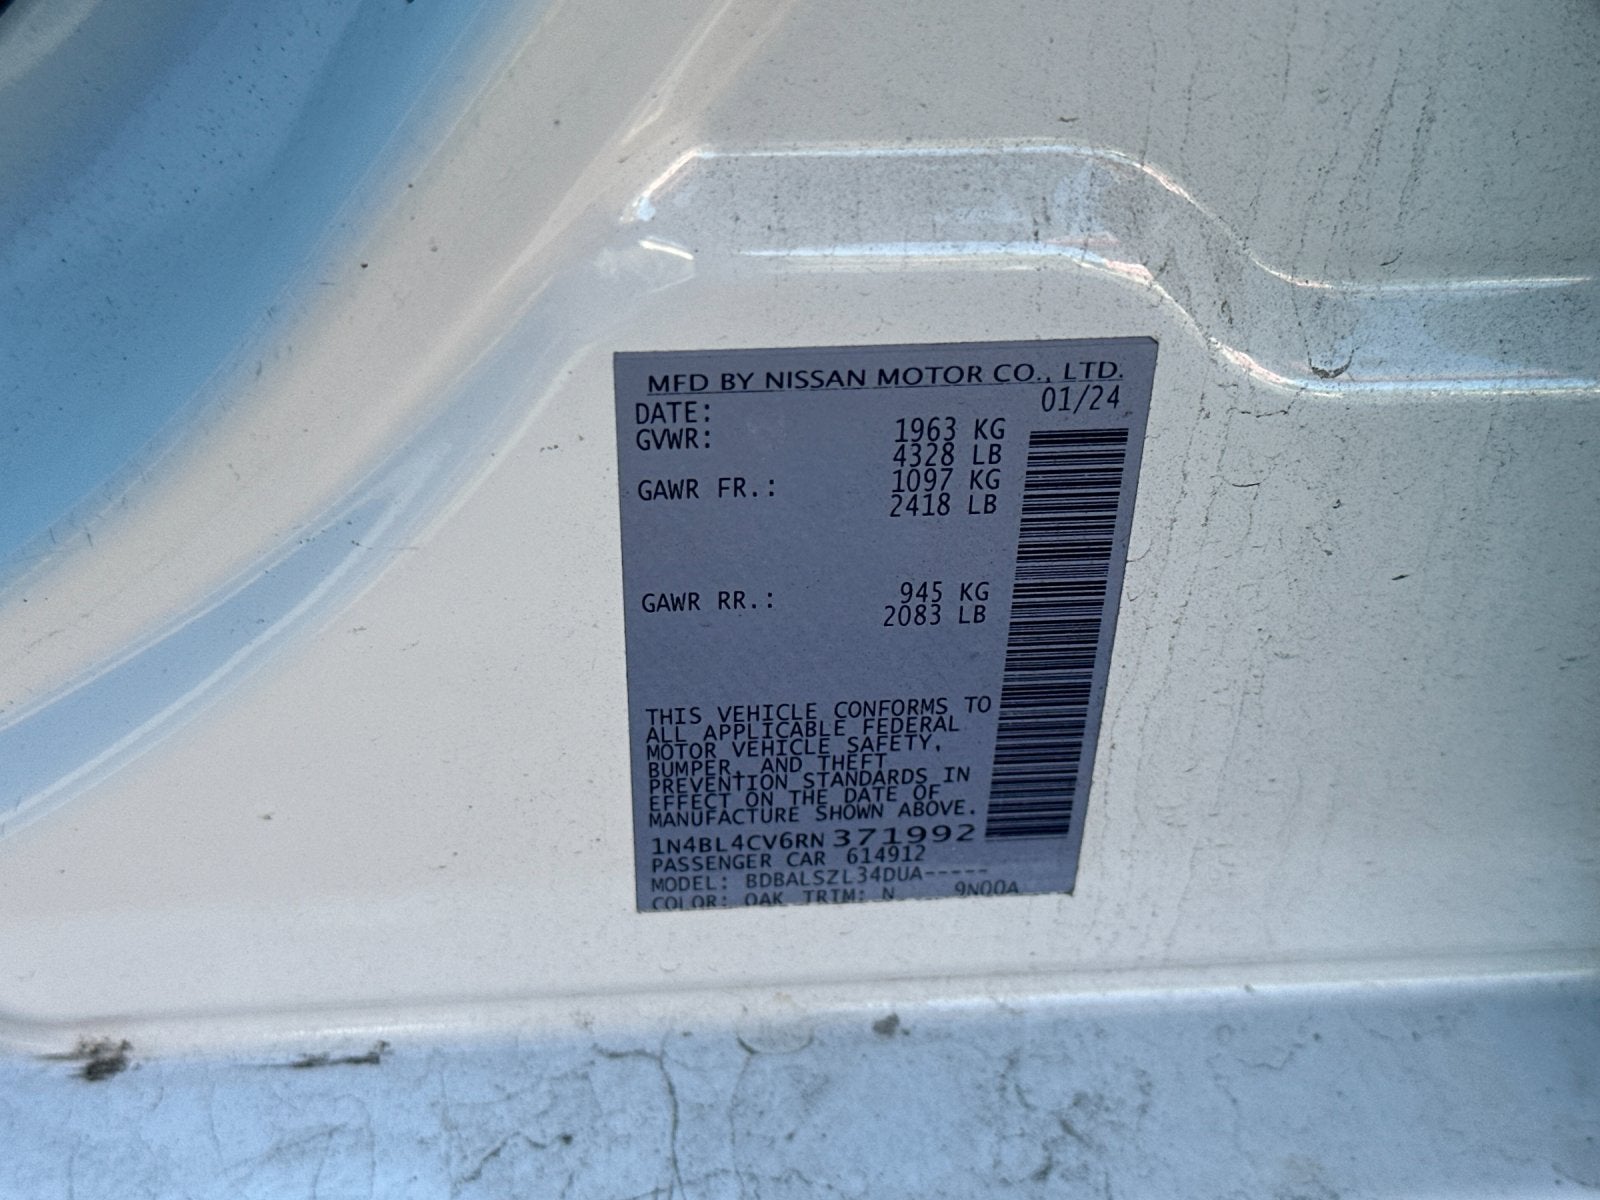 MFD BY NISSAN MOTOR CO., LTD.
DATE: 01/24
GVWR: 1963 KG
4328 LB
GAWR FR.: 1097 KG
2418 LB
GAWR RR.: 945 KG
2083 LB
THIS VEHICLE CONFORMS TO
ALL APPLICABLE FEDERAL
MOTOR VEHICLE SAFETY,
BUMPER, AND THEFT
PREVENTION STANDARDS IN
EFFECT ON THE DATE OF
MANUFACTURE SHOWN ABOVE.
1N4BL4CV6RN371992
PASSENGER CAR 614912
MODEL: BDBALSZL34DUA-----
COLOR: QAK TRIM: N 9N00A